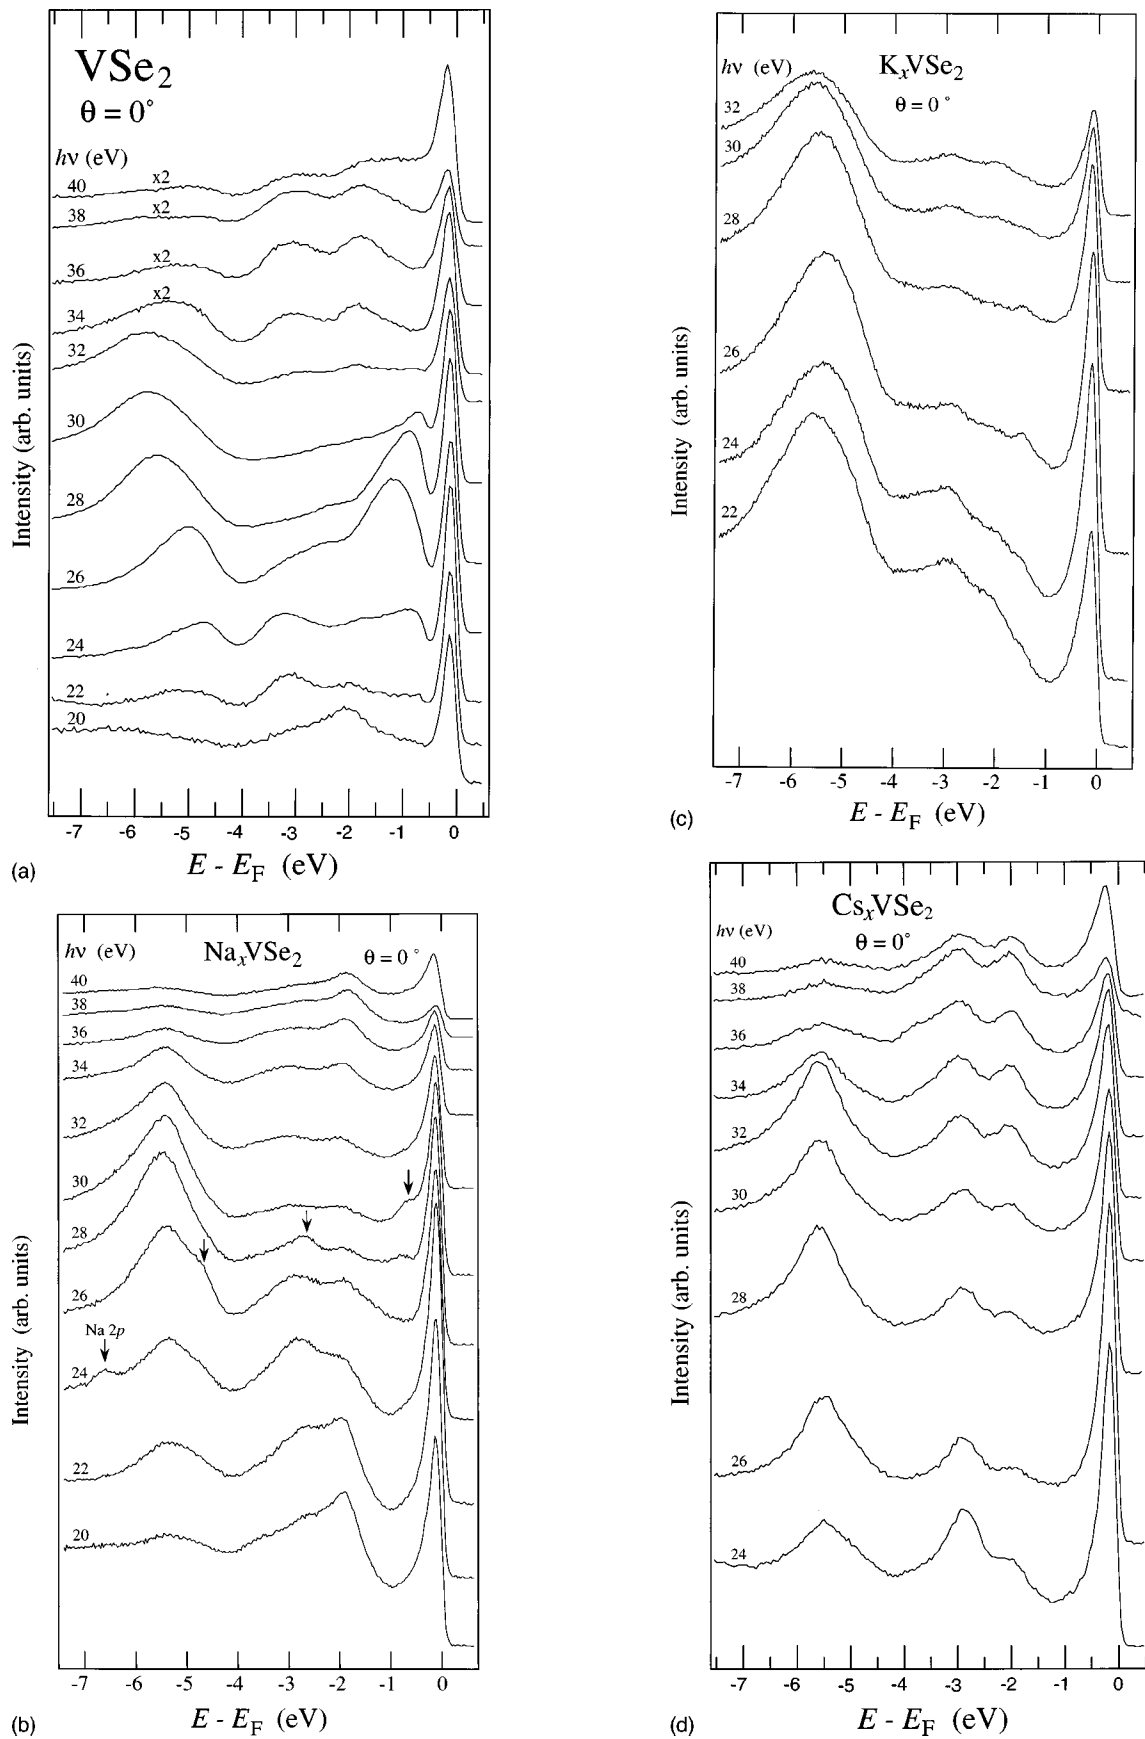 VSe2
θ = 0°
hν (eV)
40
x2
38
x2
36
x2
34
x2
32
30
28
26
24
22
20
Intensity (arb. units)
-7 -6 -5 -4 -3 -2 -1 0
E - EF (eV)
(a)
hν (eV)
NaxVSe2
θ = 0°
40
38
36
34
32
30
28
26
Na 2p
24
22
20
Intensity (arb. units)
-7 -6 -5 -4 -3 -2 -1 0
E - EF (eV)
(b)
hν (eV)
KxVSe2
θ = 0°
32
30
28
26
24
22
Intensity (arb. units)
-7 -6 -5 -4 -3 -2 -1 0
E - EF (eV)
(c)
CsxVSe2
hν (eV)
θ = 0°
40
38
36
34
32
30
28
26
24
Intensity (arb. units)
-7 -6 -5 -4 -3 -2 -1 0
E - EF (eV)
(d)